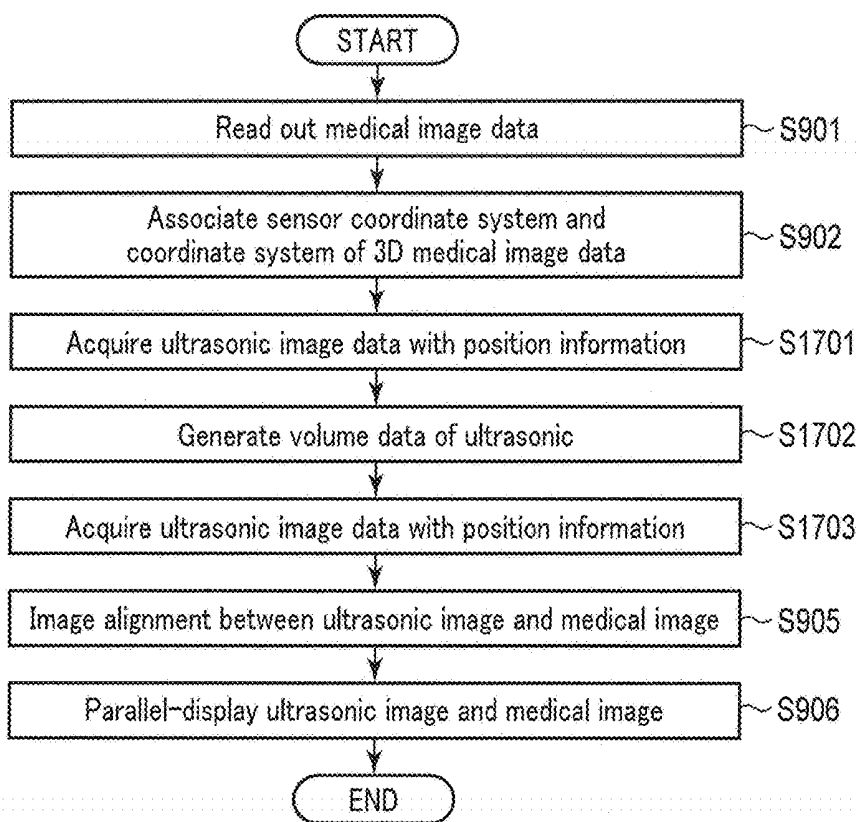 START
Read out medical image data
S901
Associate sensor coordinate system and
coordinate system of 3D medical image data
S902
Acquire ultrasonic image data with position information
S1701
Generate volume data of ultrasonic
S1702
Acquire ultrasonic image data with position information
S1703
Image alignment between ultrasonic image and medical image
S905
Parallel-display ultrasonic image and medical image
S906
END